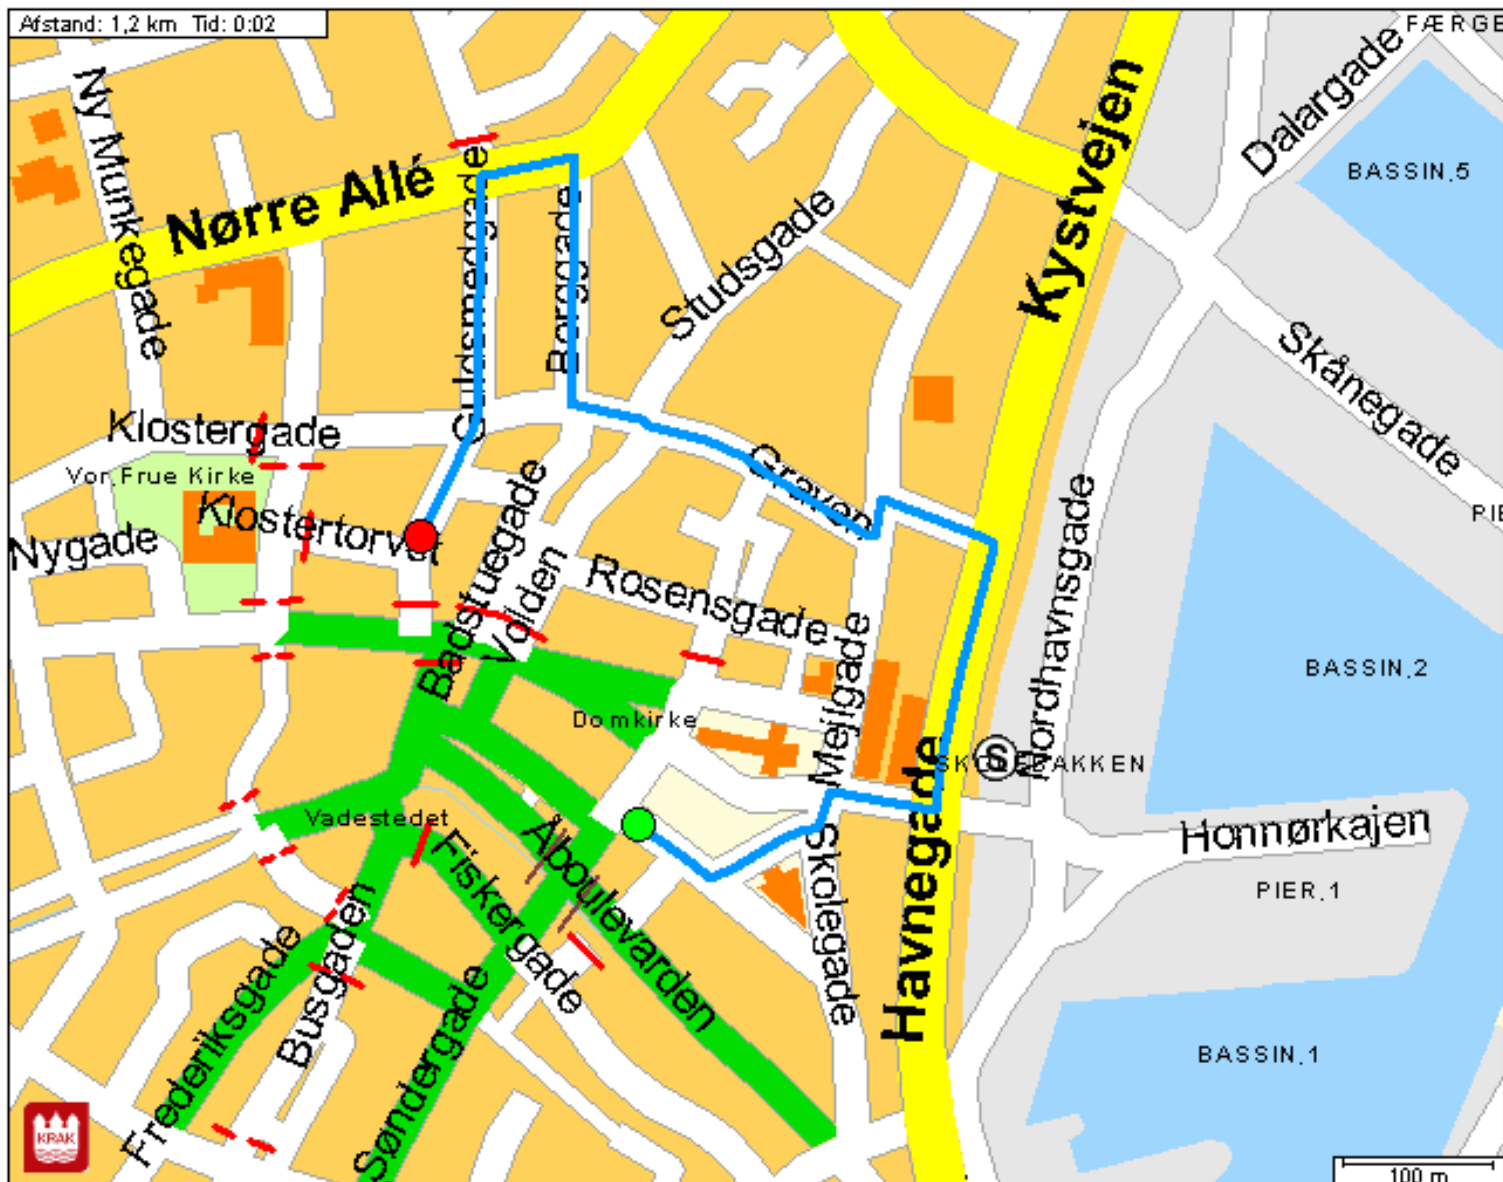 Afstand: 1,2 km Tid: 0:02
FÆRGE
Ny Munkegade
Nørre Allé
Guldsmedgade
Borggade
Studsgade
Kystvejen
Dalargade
BASSIN.5
Skånegade
PIE
Klostergade
Vor Frue Kirke
Klostertorvet
Nygade
Badstuegade
Volden
Graven
Rosensgade
Mejlgade
Nordhavnsgade
BASSIN.2
Domkirke
SKOLEBAKKEN
S
Vadestedet
Åboulevarden
Fiskergade
Skolegade
Havnegade
Honnørkajen
PIER.1
Frederiksgade
Busgaden
Søndergade
BASSIN.1
KRAK
100 m